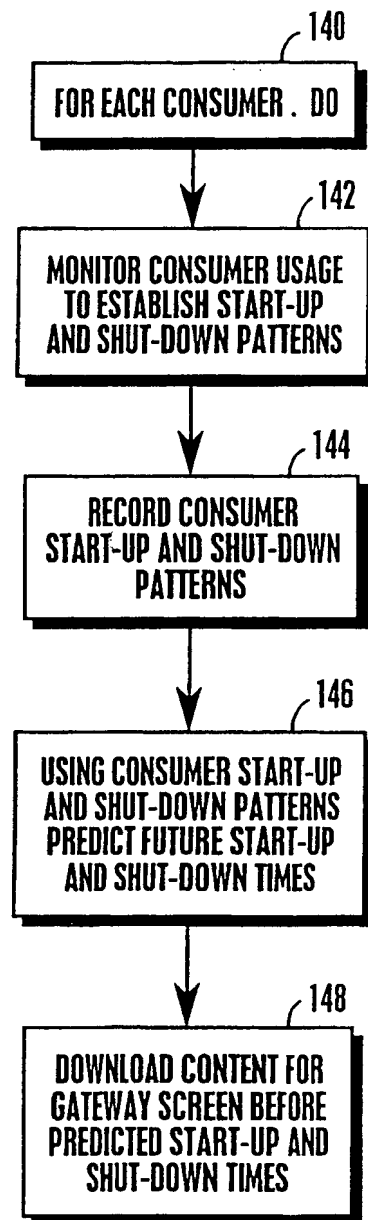 140
FOR EACH CONSUMER . DO
142
MONITOR CONSUMER USAGE
TO ESTABLISH START-UP
AND SHUT-DOWN PATTERNS
144
RECORD CONSUMER
START-UP AND SHUT-DOWN
PATTERNS
146
USING CONSUMER START-UP
AND SHUT-DOWN PATTERNS
PREDICT FUTURE START-UP
AND SHUT-DOWN TIMES
148
DOWNLOAD CONTENT FOR
GATEWAY SCREEN BEFORE
PREDICTED START-UP AND
SHUT-DOWN TIMES